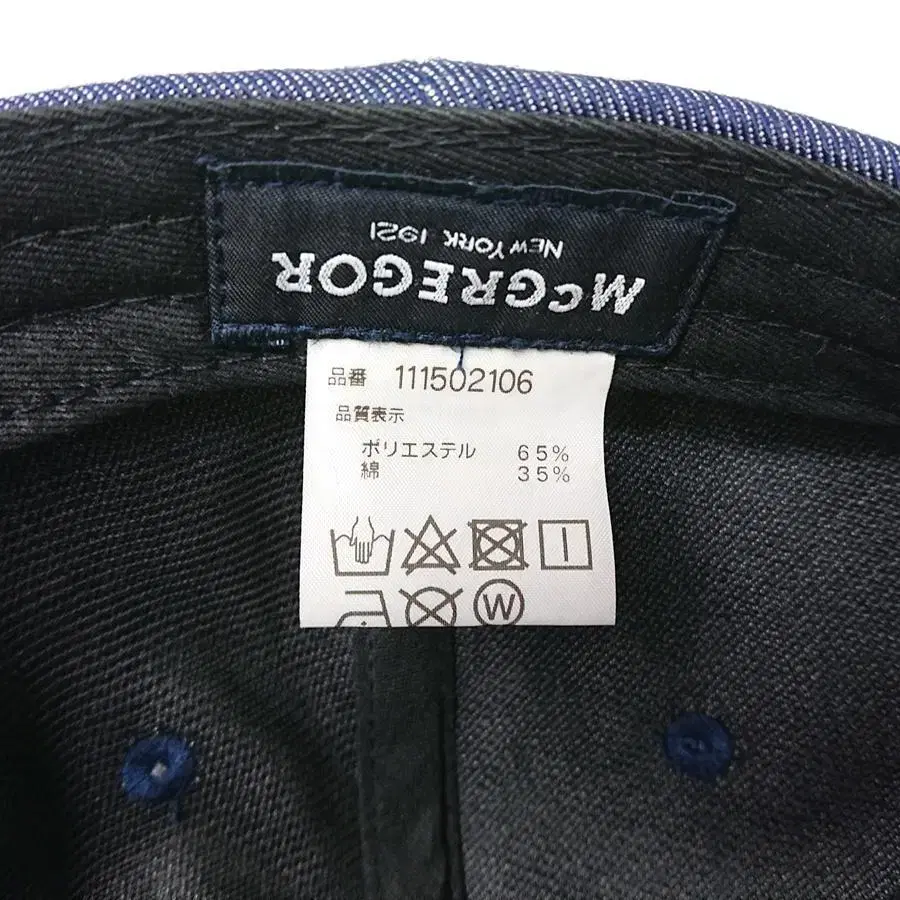 McGREGOR
NEW YORK 1921
品番 111502106
品質表示
ポリエステル 65%
綿 35%
W